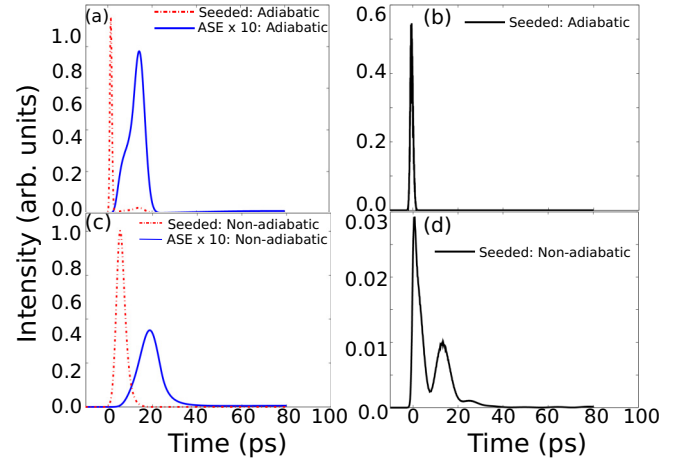 (a)
Seeded: Adiabatic
ASE x 10: Adiabatic
1.0
0.8
0.6
0.4
0.2
0.0
(b)
Seeded: Adiabatic
0.6
0.4
0.2
0.0
(c)
Seeded: Non-adiabatic
ASE x 10: Non-adiabatic
1.0
0.8
0.6
0.4
0.2
0.0
(d)
Seeded: Non-adiabatic
0.03
0.02
0.01
0.0
Intensity (arb. units)
0 20 40 60 80 100
0 20 40 60 80 100
Time (ps)
Time (ps)